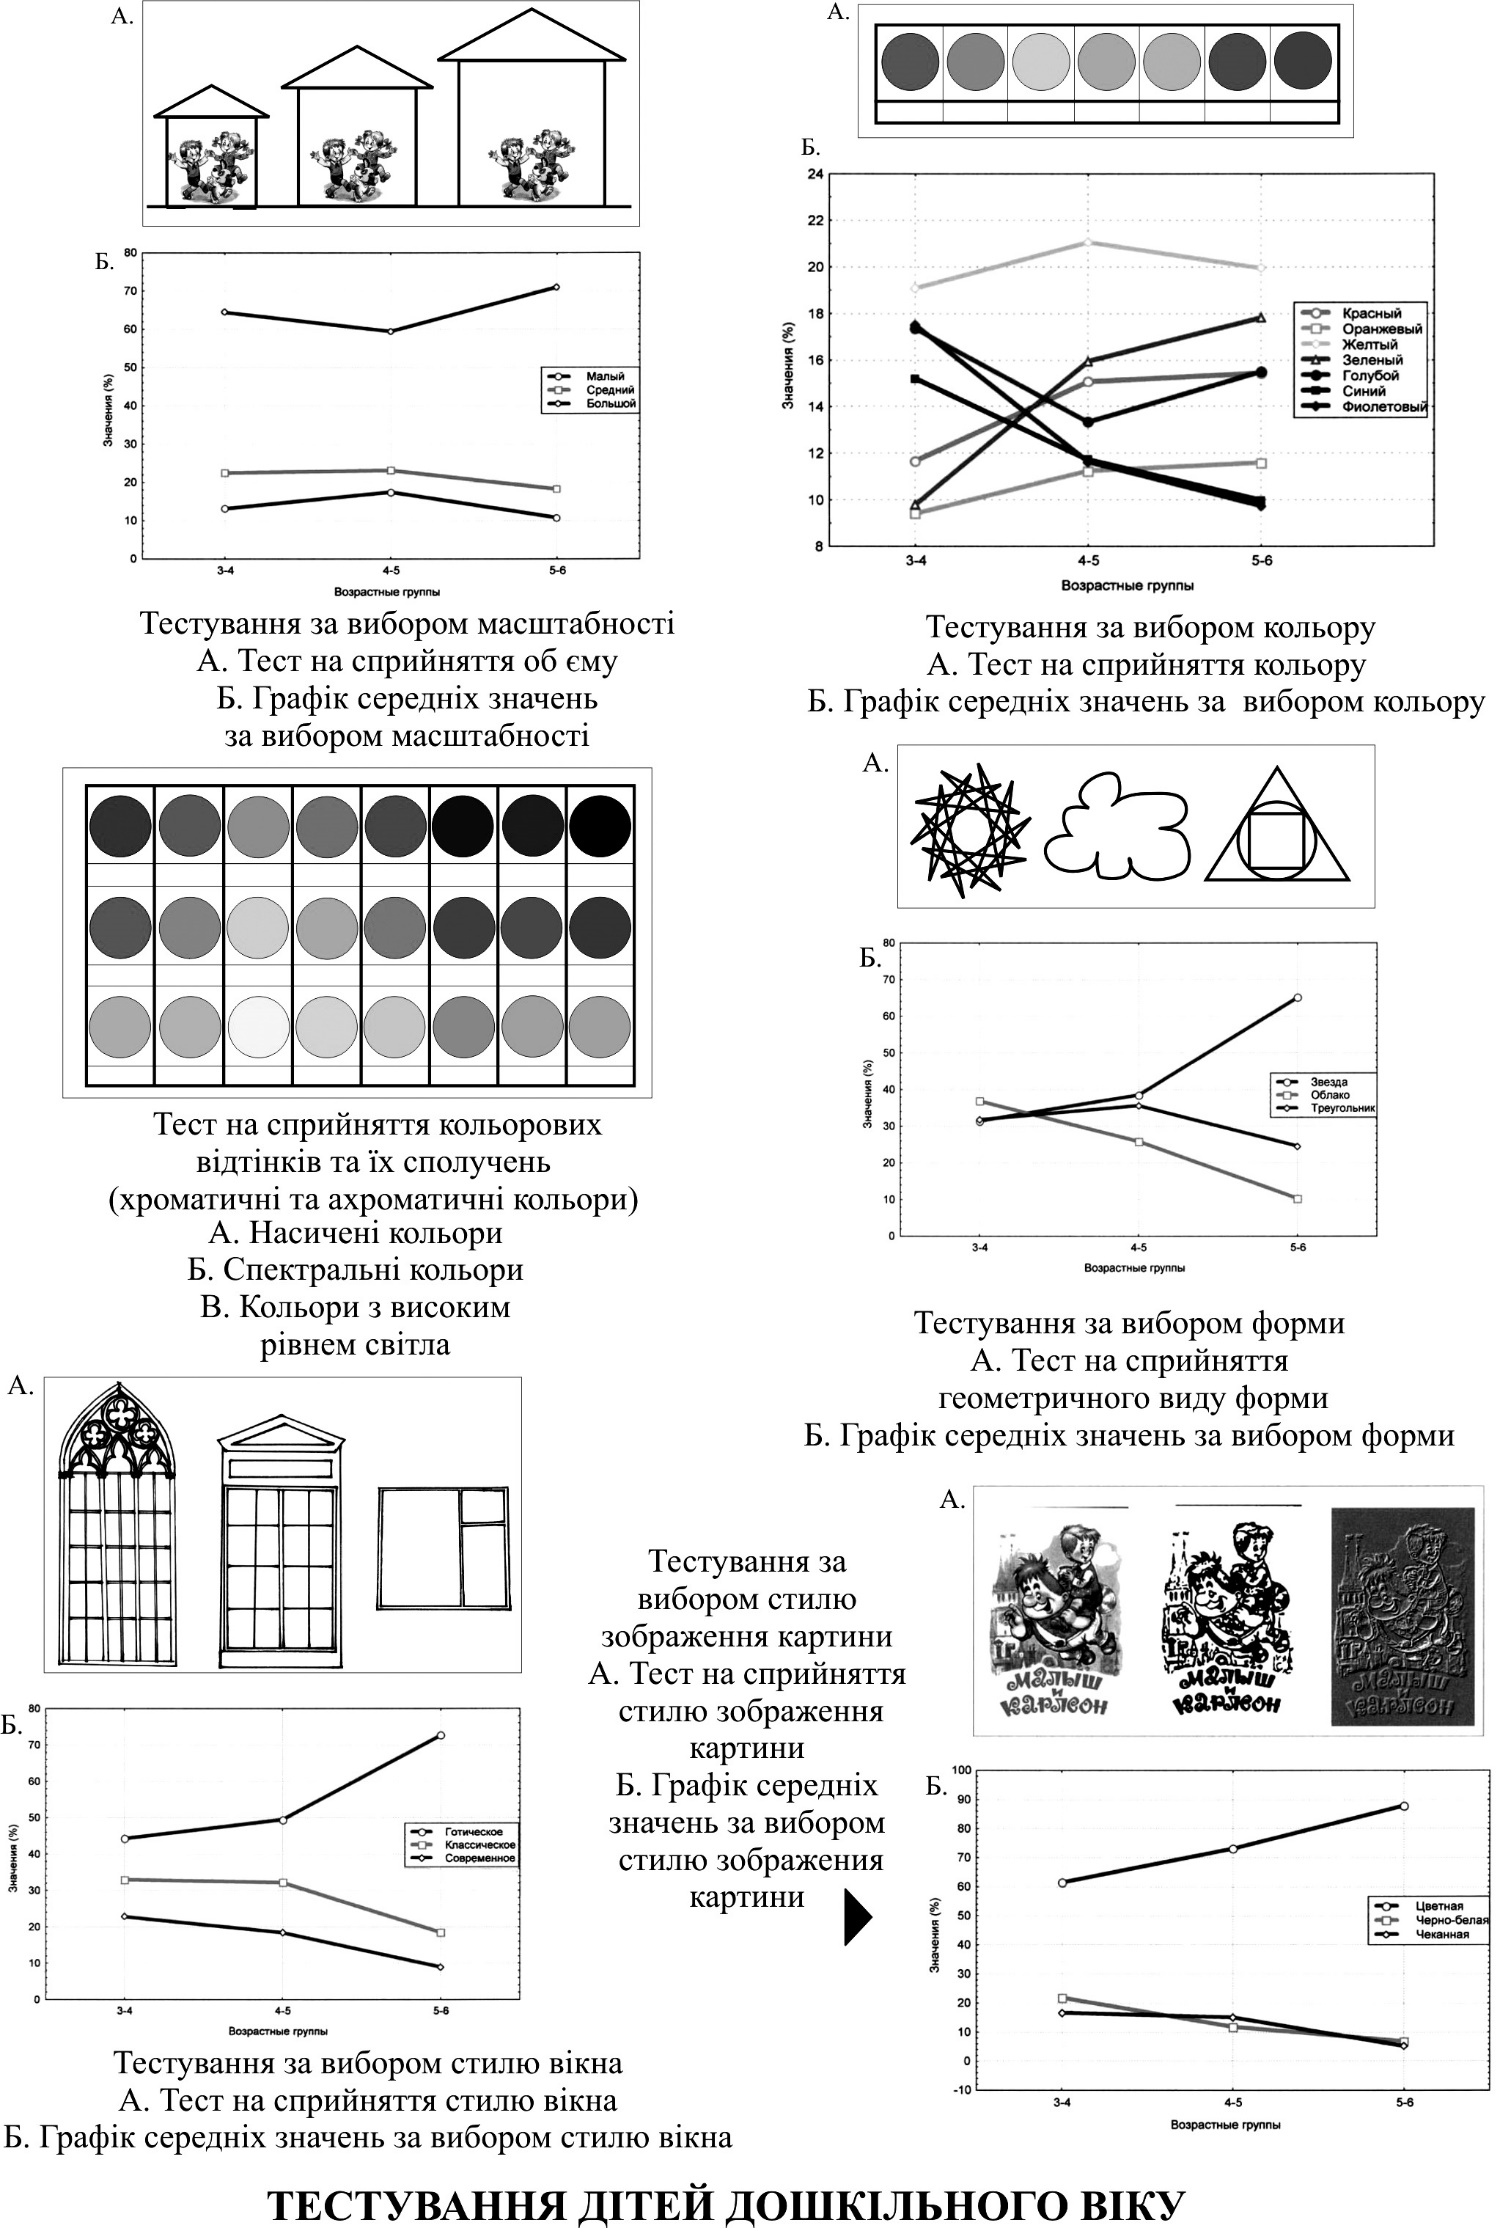 А.
Б.
80
70
60
50
40
30
20
10
0
Значения (%)
Малый
Средний
Большой
3-4
4-5
5-6
Возрастные группы
Тестування за вибором масштабності
А. Тест на сприйняття об єму
Б. Графік середніх значень
за вибором масштабності
А.
Б.
24
22
20
18
16
14
12
10
8
Значения (%)
Красный
Оранжевый
Желтый
Зеленый
Голубой
Синий
Фиолетовый
3-4
4-5
5-6
Возрастные группы
Тестування за вибором кольору
А. Тест на сприйняття кольору
Б. Графік середніх значень за вибором кольору
Тест на сприйняття кольорових
відтінків та їх сполучень
(хроматичні та ахроматичні кольори)
А. Насичені кольори
Б. Спектральні кольори
В. Кольори з високим
рівнем світла
А.
Б.
80
70
60
50
40
30
20
10
0
Значения (%)
Звезда
Облако
Треугольник
3-4
4-5
5-6
Возрастные группы
Тестування за вибором форми
А. Тест на сприйняття
геометричного виду форми
Б. Графік середніх значень за вибором форми
А.
Б.
80
70
60
50
40
30
20
10
0
Значения (%)
Готическое
Классическое
Современное
3-4
4-5
5-6
Возрастные группы
Тестування за вибором стилю вікна
А. Тест на сприйняття стилю вікна
Б. Графік середніх значень за вибором стилю вікна
Тестування за
вибором стилю
зображення картини
А. Тест на сприйняття
стилю зображення
картини
Б. Графік середніх
значень за вибором
стилю зображения
картини
А.
Малыш
и
Карлсон
Малыш
и
Карлсон
Малыш
и
Карлсон
Б.
100
90
80
70
60
50
40
30
20
10
0
-10
Значения (%)
Цветная
Черно-белая
Чеканная
3-4
4-5
5-6
Возрастные группы
ТЕСТУВАННЯ ДІТЕЙ ДОШКІЛЬНОГО ВІКУ